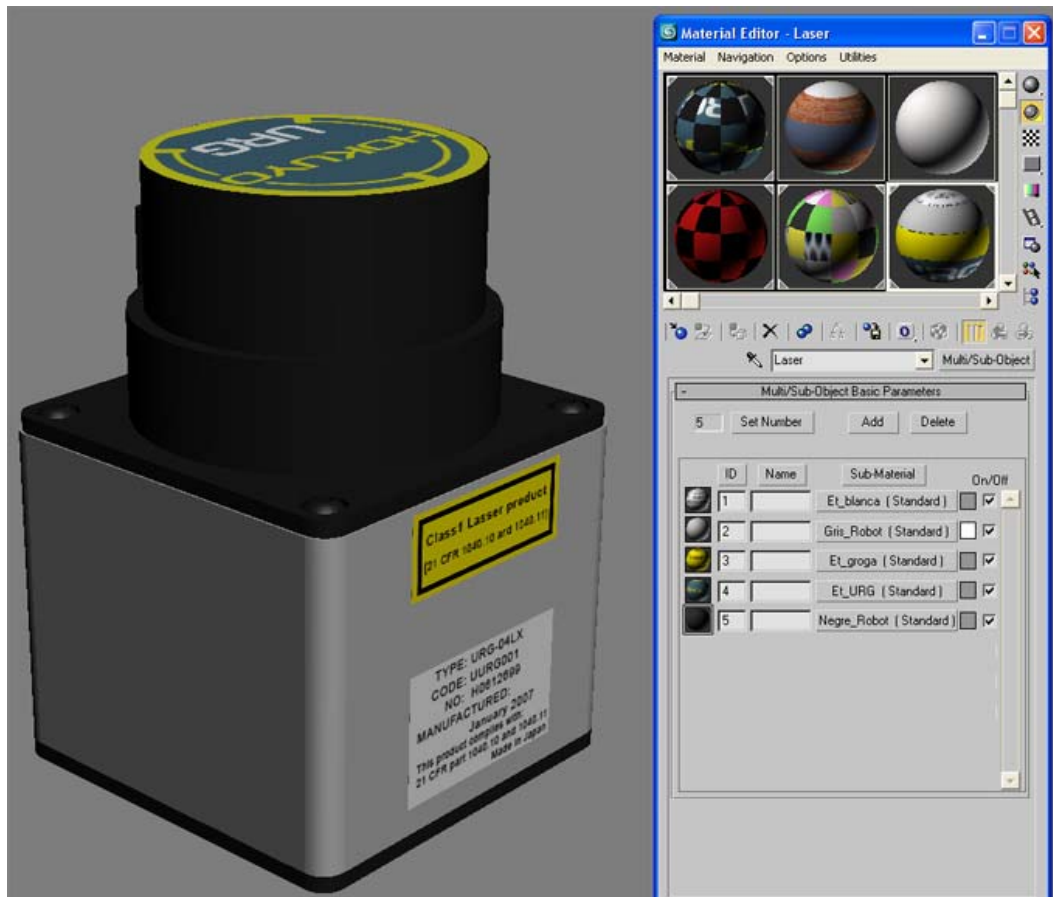 HOKUYO
URG
Class1 Lasser product
[21 CFR 1040.10 and 1040.11]
TYPE: URG-04LX
CODE: UURG001
NO: H0612699
MANUFACTURED:
January 2007
This product compiles with:
21 CFR part 1040.10 and 1040.11
Made in Japan
Material Editor - Laser
Material Navigation Options Utilities
Laser
Multi/Sub-Object
- Multi/Sub-Object Basic Parameters
5 Set Number Add Delete
ID Name Sub-Material On/Off
1 Et_blanca ( Standard )
2 Gris_Robot ( Standard )
3 Et_groga ( Standard )
4 Et_URG ( Standard )
5 Negre_Robot ( Standard )